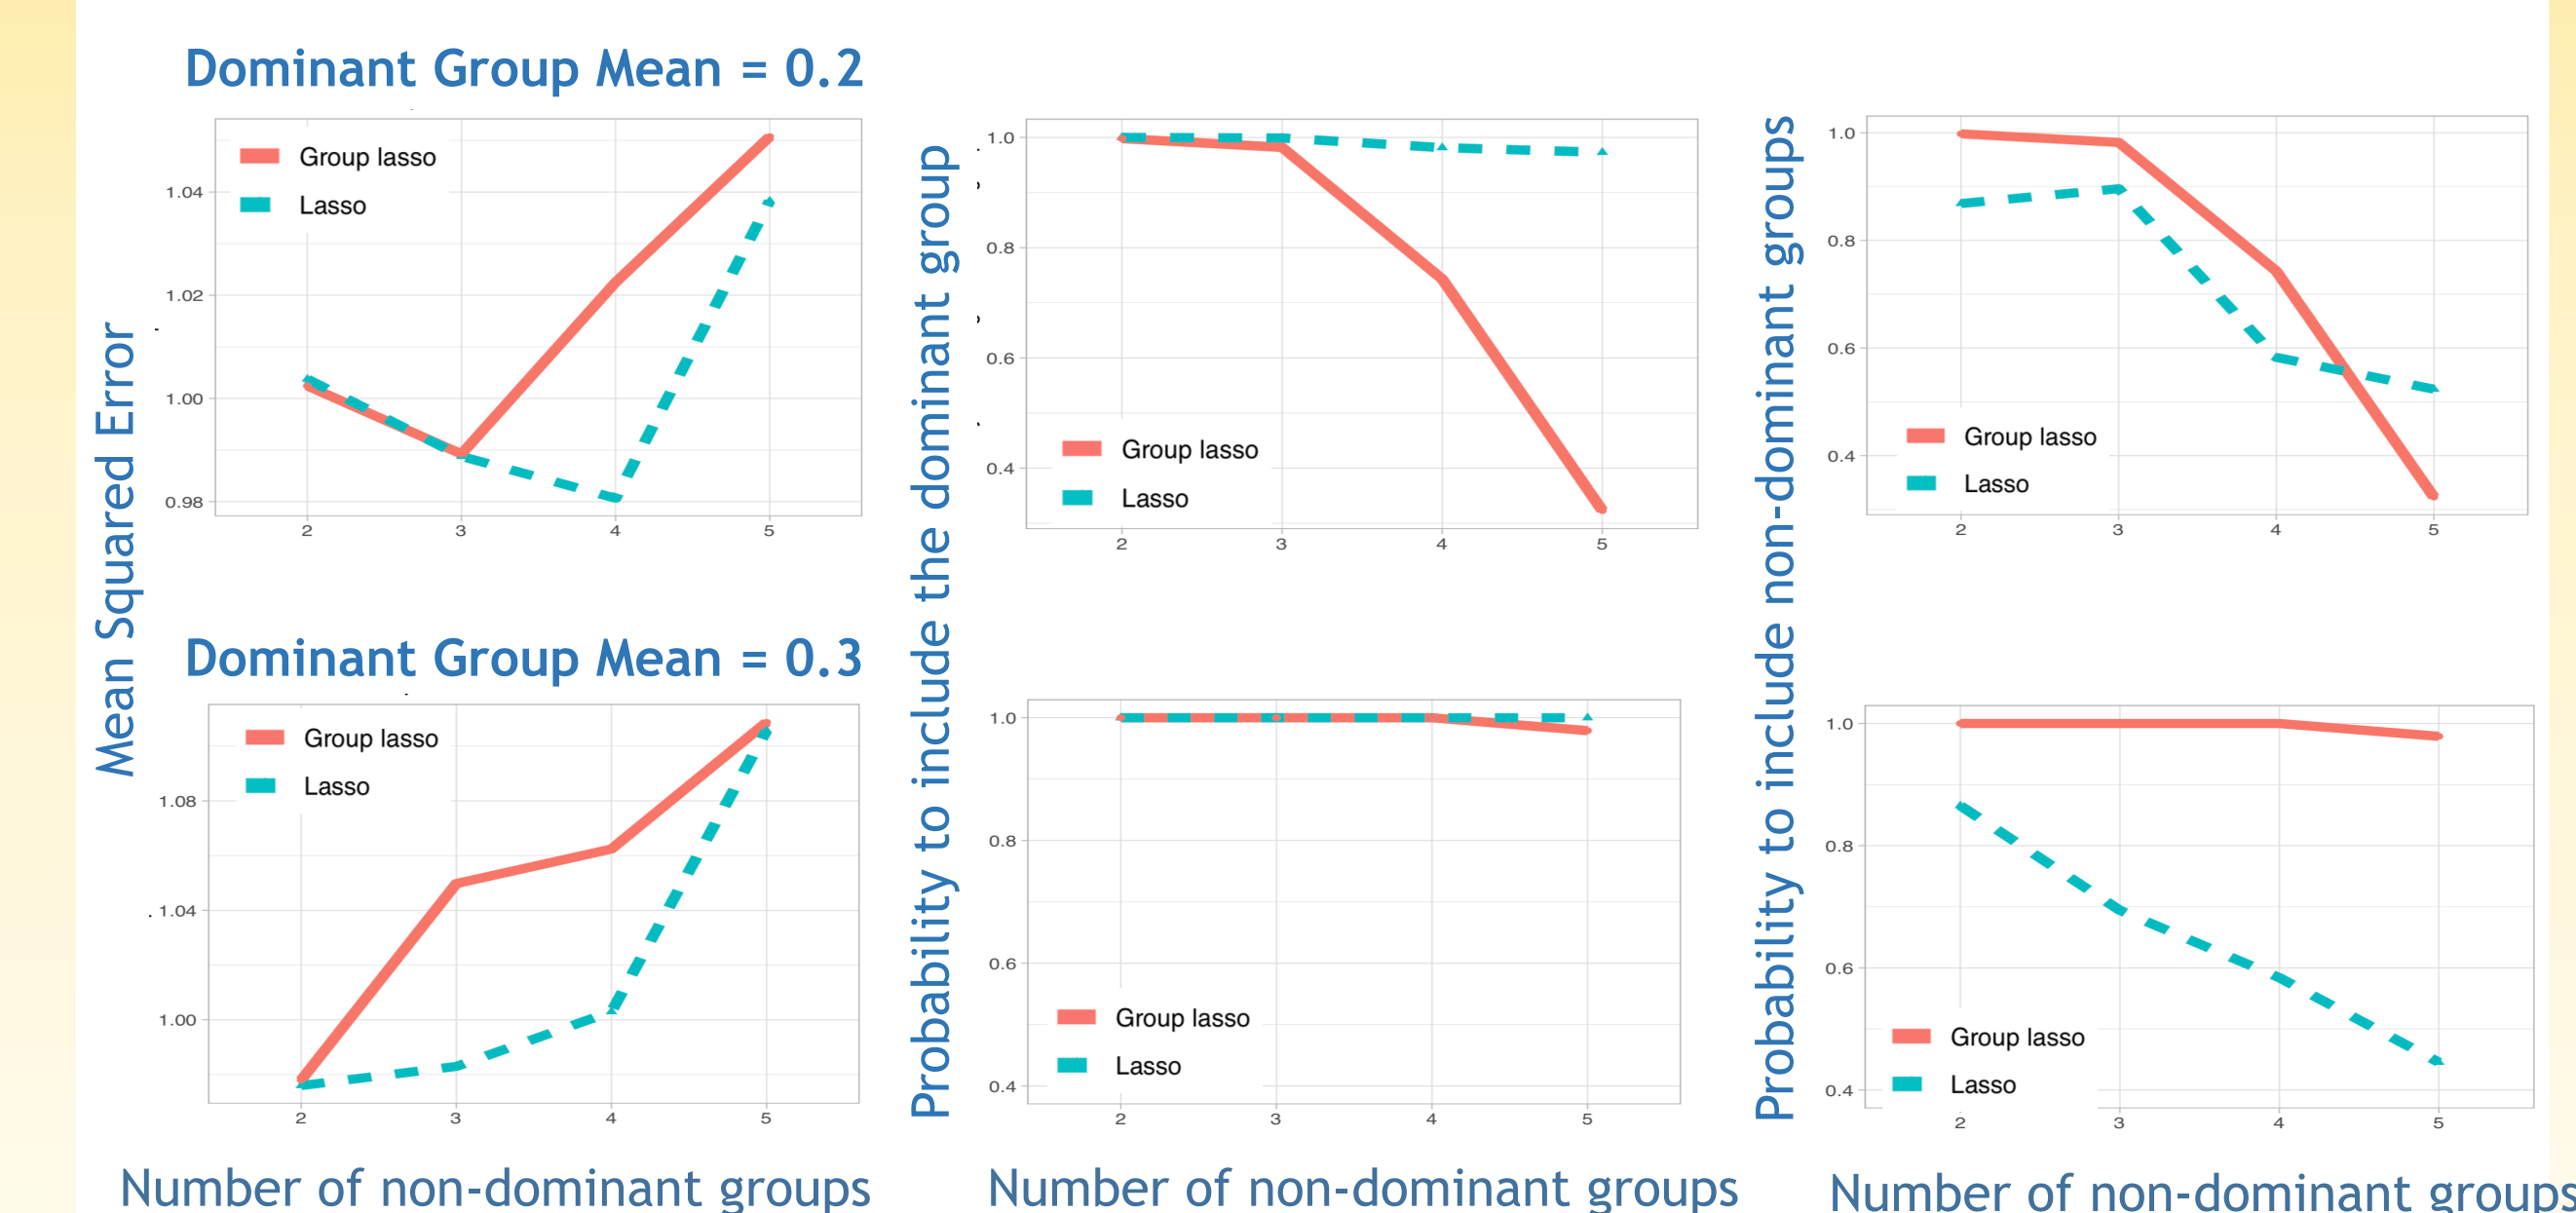 Dominant Group Mean = 0.2
Mean Squared Error
Group lasso
Lasso
1.04
1.02
1.00
0.98
2 3 4 5
Probability to include the dominant group
1.0
0.8
0.6
0.4
Group lasso
Lasso
2 3 4 5
Probability to include non-dominant groups
1.0
0.8
0.6
0.4
Group lasso
Lasso
2 3 4 5
Dominant Group Mean = 0.3
Group lasso
Lasso
1.08
1.04
1.00
2 3 4 5
Number of non-dominant groups
1.0
0.8
0.6
0.4
Group lasso
Lasso
2 3 4 5
Number of non-dominant groups
1.0
0.8
0.6
0.4
Group lasso
Lasso
2 3 4 5
Number of non-dominant groups